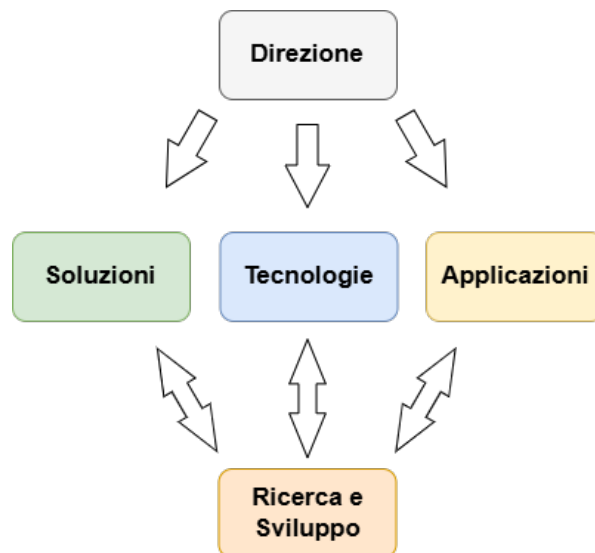 Direzione
Soluzioni
Tecnologie
Applicazioni
Ricerca e
Sviluppo